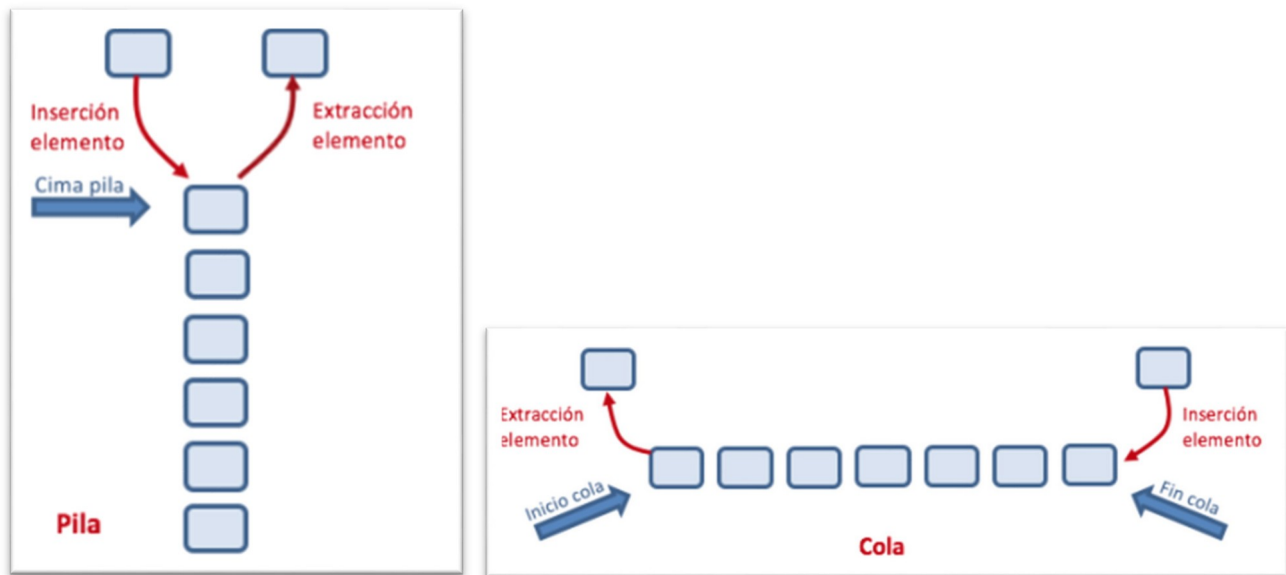 Inserción
elemento
Extracción
elemento
Cima pila
Pila
Extracción
elemento
Inserción
elemento
Inicio cola
Fin cola
Cola